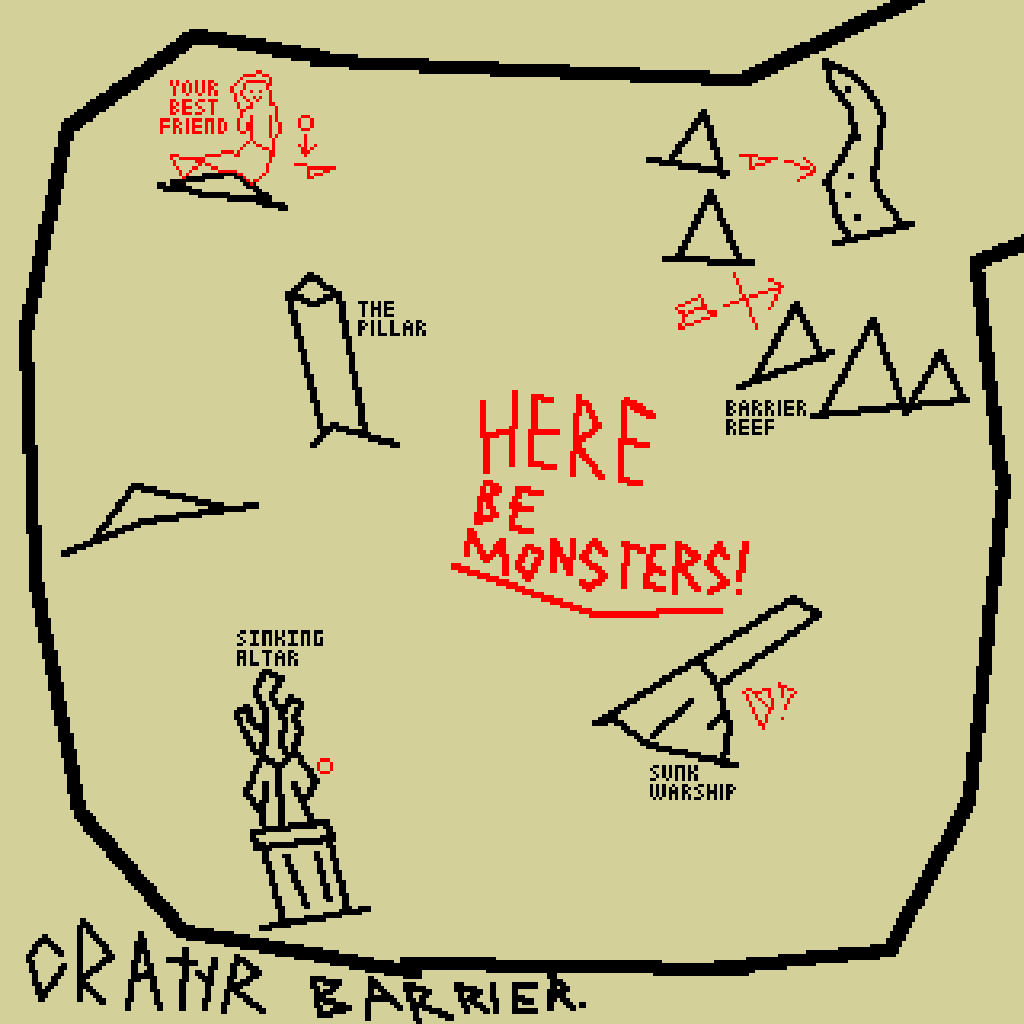 YOUR
BEST
FRIEND
THE
PILLAR
BARRIER
REEF
HERE
BE
MONSTERS!
SINKING
ALTAR
SUNK
WARSHIP
CRATYR BARRIER.